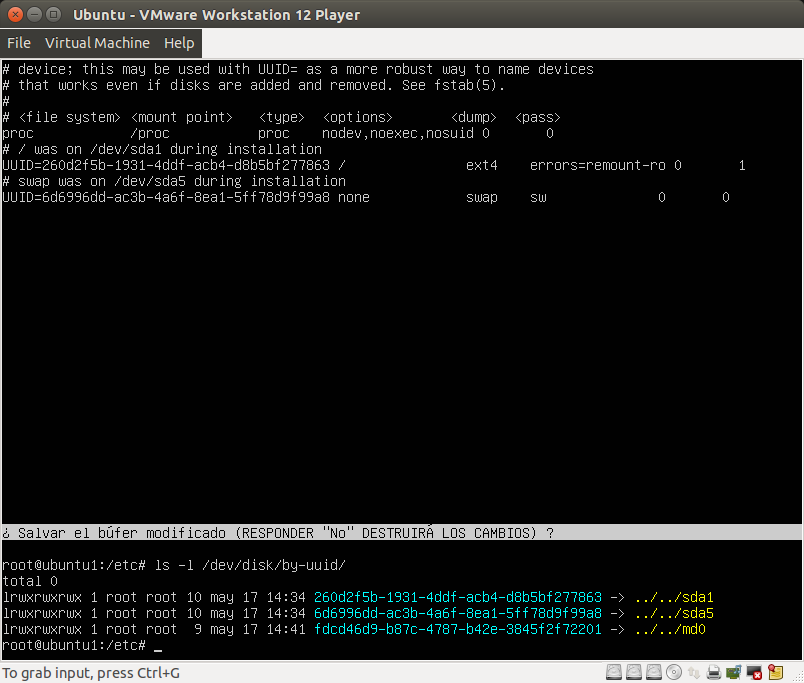 Ubuntu - VMware Workstation 12 Player
File Virtual Machine Help
# device; this may be used with UUID= as a more robust way to name devices
# that works even if disks are added and removed. See fstab(5).
#
# <file system> <mount point>   <type>  <options>       <dump>  <pass>
proc            /proc           proc    nodev,noexec,nosuid 0       0
# / was on /dev/sda1 during installation
UUID=260d2f5b-1931-4ddf-acb4-d8b5bf277863 /               ext4    errors=remount-ro 0       1
# swap was on /dev/sda5 during installation
UUID=6d6996dd-ac3b-4a6f-8ea1-5ff78d9f99a8 none            swap    sw              0       0
¿ Salvar el búfer modificado (RESPONDER "No" DESTRUIRÁ LOS CAMBIOS) ?
root@ubuntu1:/etc# ls -l /dev/disk/by-uuid/
total 0
lrwxrwxrwx 1 root root 10 may 17 14:34 260d2f5b-1931-4ddf-acb4-d8b5bf277863 -> ../../sda1
lrwxrwxrwx 1 root root 10 may 17 14:34 6d6996dd-ac3b-4a6f-8ea1-5ff78d9f99a8 -> ../../sda5
lrwxrwxrwx 1 root root  9 may 17 14:41 fdcd46d9-b87c-4787-b42e-3845f2f72201 -> ../../md0
root@ubuntu1:/etc# _
To grab input, press Ctrl+G